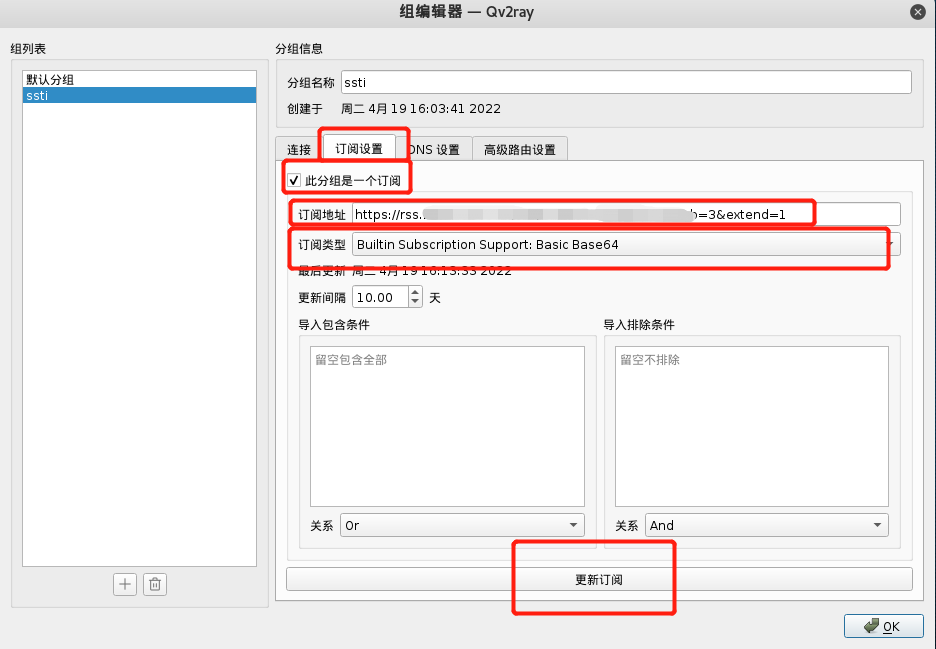 组编辑器 — Qv2ray
组列表
默认分组
ssti
分组信息
分组名称 ssti
创建于 周二 4月 19 16:03:41 2022
连接 订阅设置 DNS 设置 高级路由设置
此分组是一个订阅
订阅地址 https://rss. =3&extend=1
订阅类型 Builtin Subscription Support: Basic Base64
最后更新 周二 4月 19 16:13:33 2022
更新间隔 10.00 天
导入包含条件
留空包含全部
关系 Or
导入排除条件
留空不排除
关系 And
更新订阅
OK